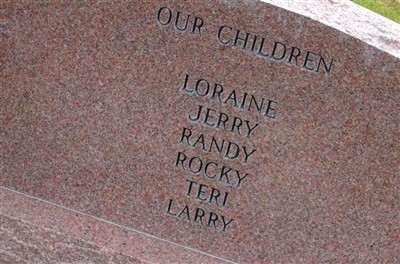 OUR CHILDREN
LORAINE
JERRY
RANDY
ROCKY
TERI
LARRY